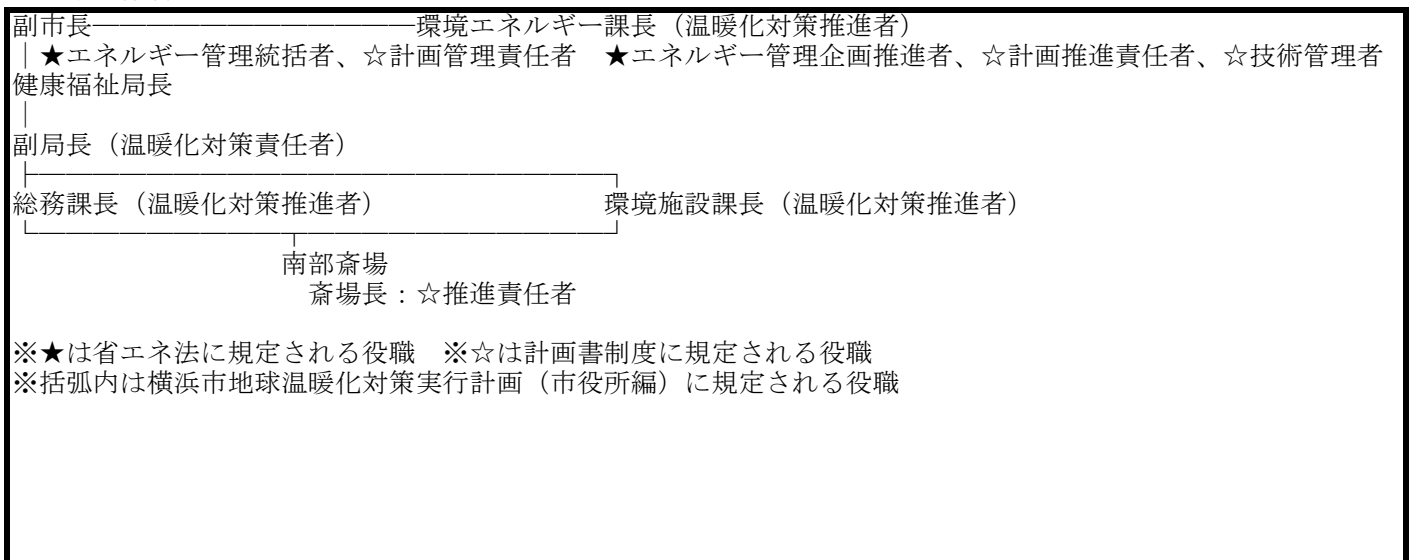 副市長────────────環境エネルギー課長（温暖化対策推進者）
│★エネルギー管理統括者、☆計画管理責任者　★エネルギー管理企画推進者、☆計画推進責任者、☆技術管理者
健康福祉局長
│
副局長（温暖化対策責任者）
├─────────────────────┐
総務課長（温暖化対策推進者）　　　　　　　　　環境施設課長（温暖化対策推進者）
└─────────┬───────────┘
南部斎場
斎場長：☆推進責任者
※★は省エネ法に規定される役職　※☆は計画書制度に規定される役職
※括弧内は横浜市地球温暖化対策実行計画（市役所編）に規定される役職